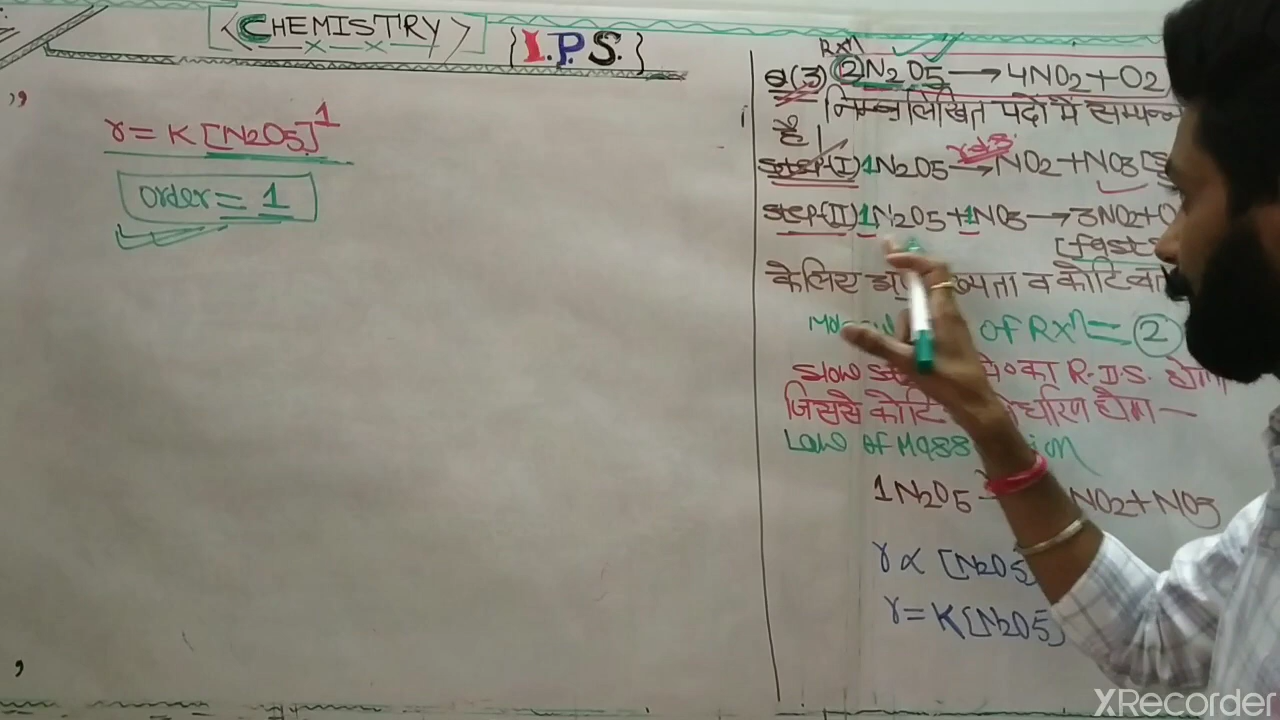 <CHEMISTRY>
{I.P.S.}
r = K[N2O5]^1
order = 1
Rxn
Q(3) 2N2O5 → 4NO2 + O2
निम्नलिखित पदों में सम्पन्न
है।
Step(I) 1N2O5 → NO2 + NO3 [S
r.d.s.
Step(II) 1N2O5 + 1NO3 → 3NO2 + O
[fast s
के लिए व कोटि
of Rxn = 2
Slow का R.D.S. होगा
जिससे होगा —
Law of Mass
1N2O5 NO2 + NO3
r ∝ [N2O5]
r = K[N2O5]
XRecorder